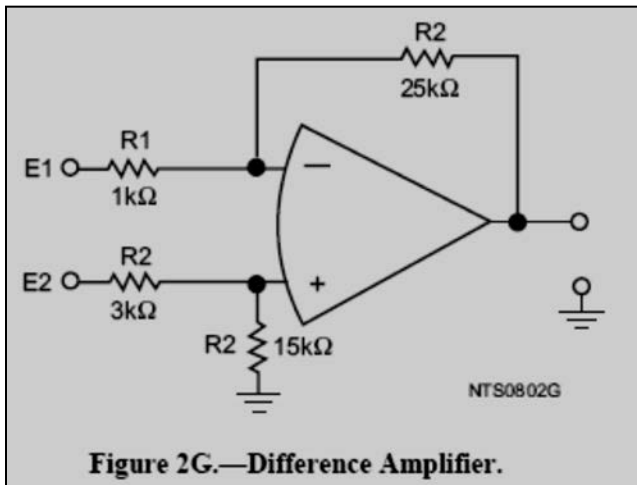 R2
25kΩ
E1
R1
1kΩ
−
E2
R2
3kΩ
+
R2 15kΩ
NTS0802G
Figure 2G.—Difference Amplifier.